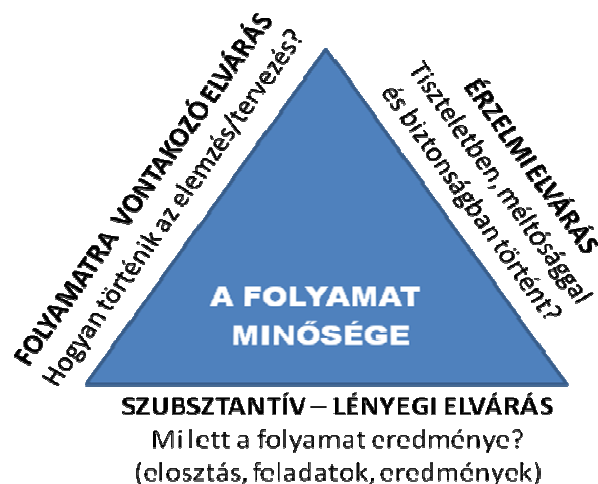 FOLYAMATRA VONTAKOZÓ ELVÁRÁS
Hogyan történik az elemzés/tervezés?
ÉRZELMI ELVÁRÁS
Tiszteletben, méltósággal
és biztonságban történt?
A FOLYAMAT
MINŐSÉGE
SZUBSZTANTÍV – LÉNYEGI ELVÁRÁS
Mi lett a folyamat eredménye?
(elosztás, feladatok, eredmények)